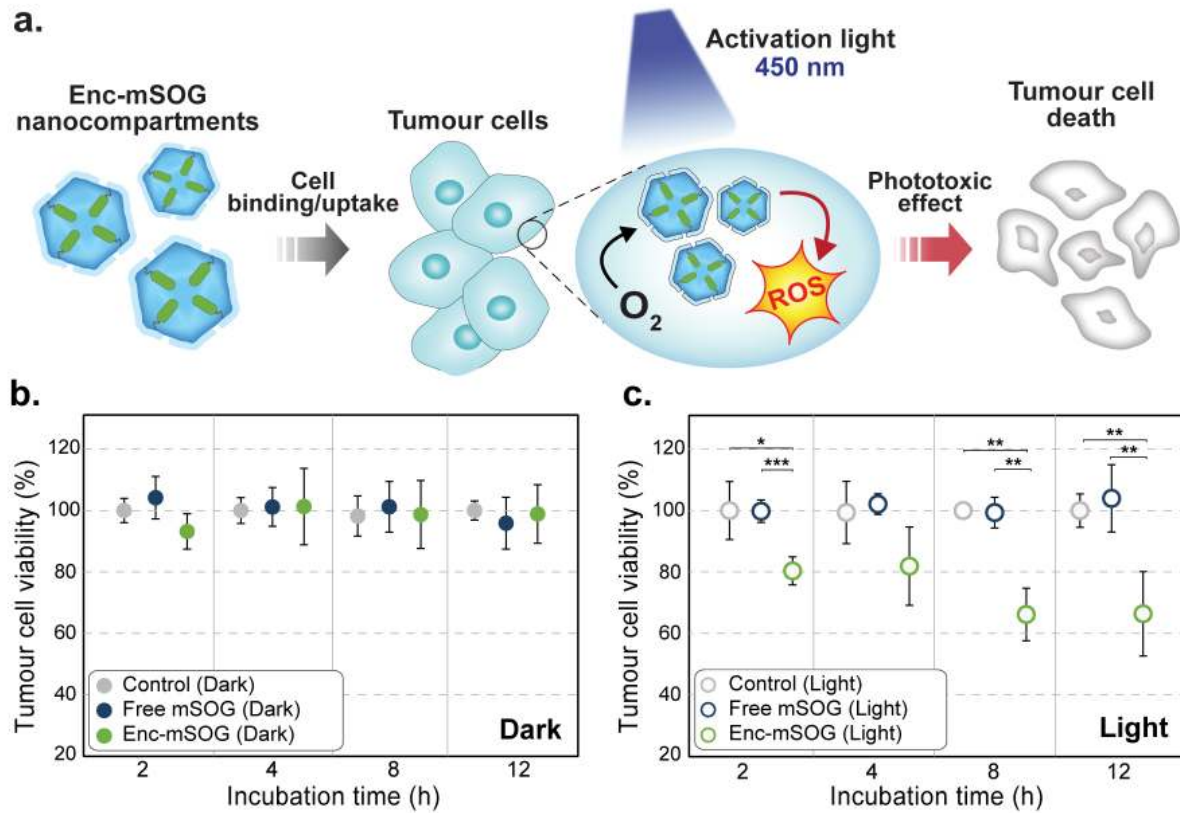 a.
Enc-mSOG
nanocompartments
Cell
binding/uptake
Tumour cells
Activation light
450 nm
O2
ROS
Phototoxic
effect
Tumour cell
death
b.
Tumour cell viability (%)
120
100
80
60
40
20
Control (Dark)
Free mSOG (Dark)
Enc-mSOG (Dark)
Dark
2
4
8
12
Incubation time (h)
c.
Tumour cell viability (%)
120
100
80
60
40
20
*
***
**
**
**
**
Control (Light)
Free mSOG (Light)
Enc-mSOG (Light)
Light
2
4
8
12
Incubation time (h)